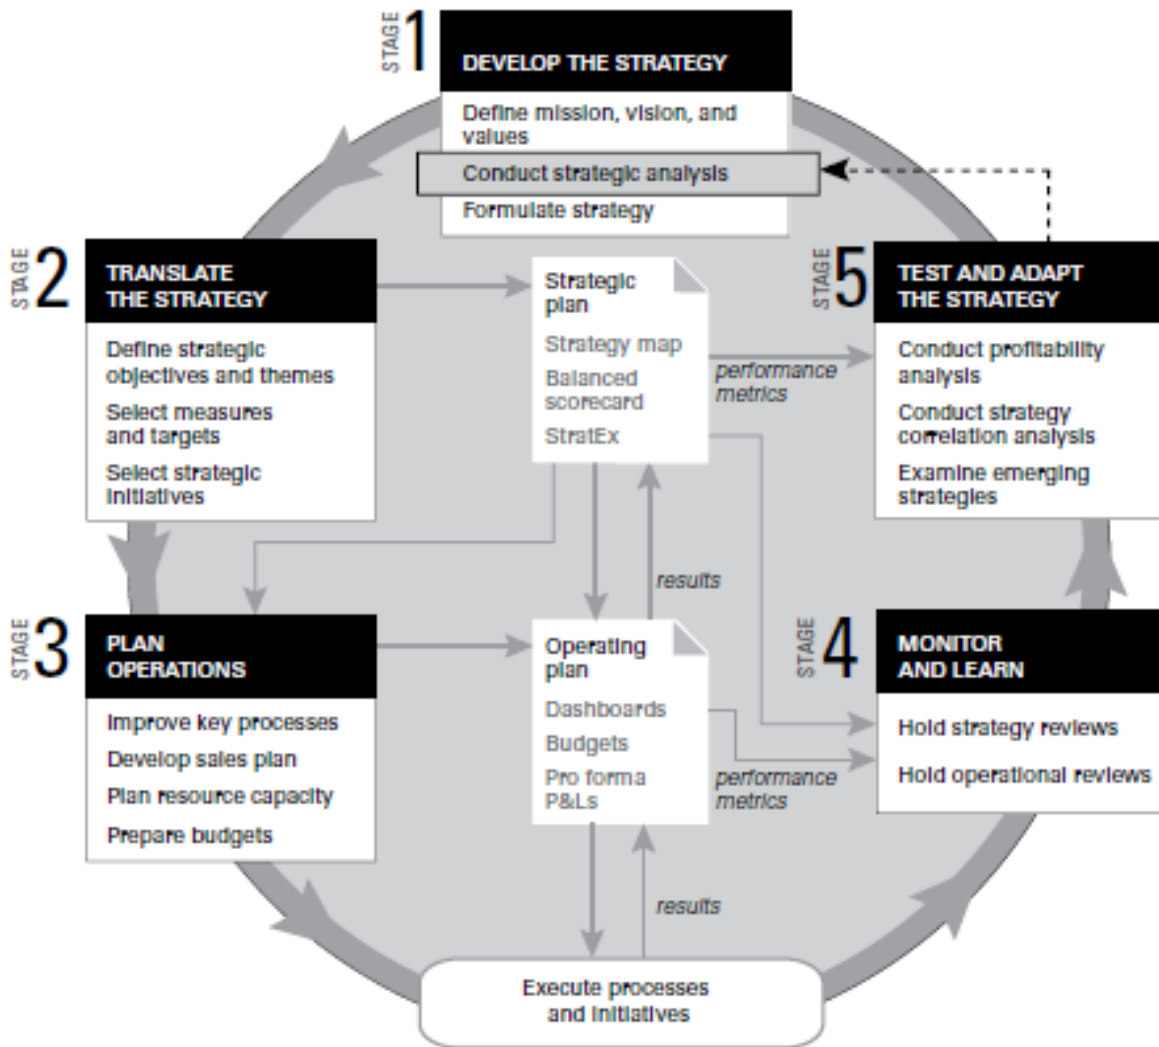 STAGE 1
DEVELOP THE STRATEGY
Define mission, vision, and
values
Conduct strategic analysis
Formulate strategy
STAGE 2
TRANSLATE
THE STRATEGY
Define strategic
objectives and themes
Select measures
and targets
Select strategic
initiatives
Strategic
plan
Strategy map
Balanced
scorecard
StratEx
performance
metrics
STAGE 5
TEST AND ADAPT
THE STRATEGY
Conduct profitability
analysis
Conduct strategy
correlation analysis
Examine emerging
strategies
results
STAGE 3
PLAN
OPERATIONS
Improve key processes
Develop sales plan
Plan resource capacity
Prepare budgets
Operating
plan
Dashboards
Budgets
Pro forma
P&Ls
performance
metrics
STAGE 4
MONITOR
AND LEARN
Hold strategy reviews
Hold operational reviews
results
Execute processes
and initiatives